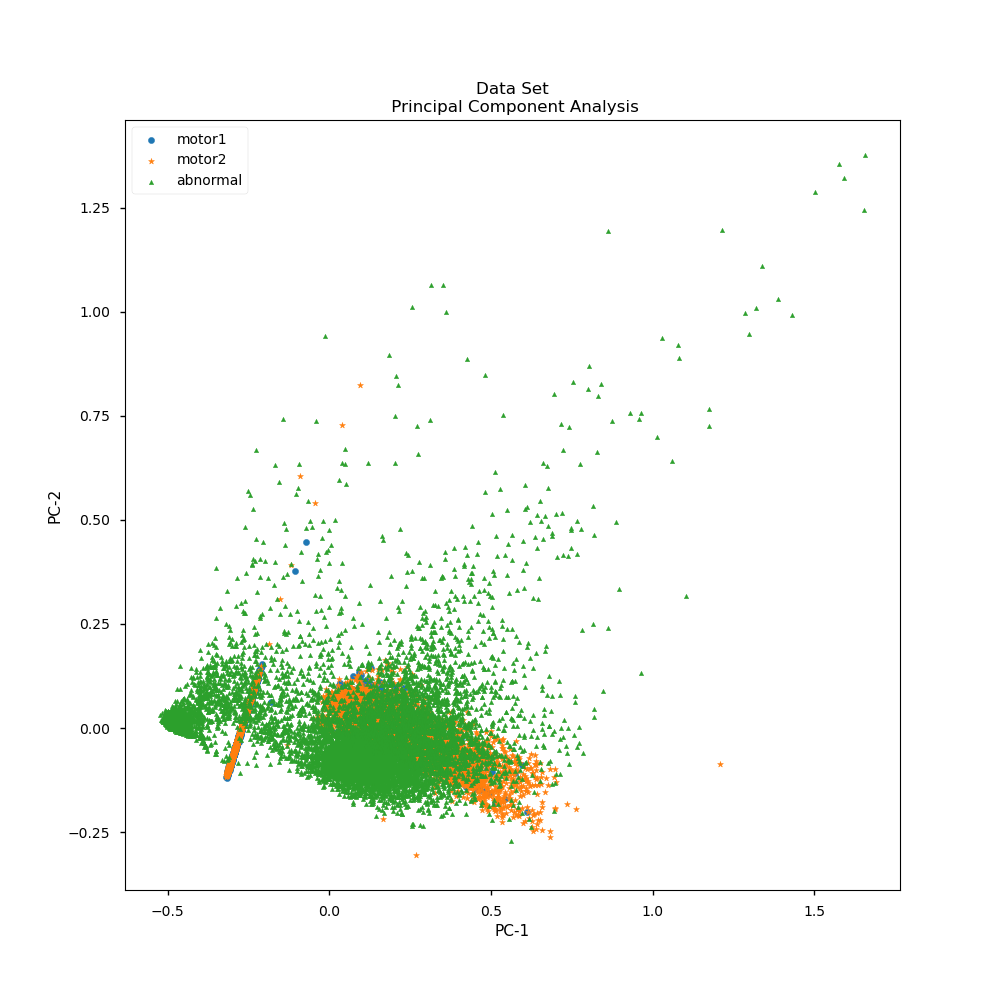 Data Set
Principal Component Analysis
motor1
motor2
abnormal
1.25
1.00
0.75
0.50
0.25
0.00
−0.25
PC-2
−0.5
0.0
0.5
1.0
1.5
PC-1